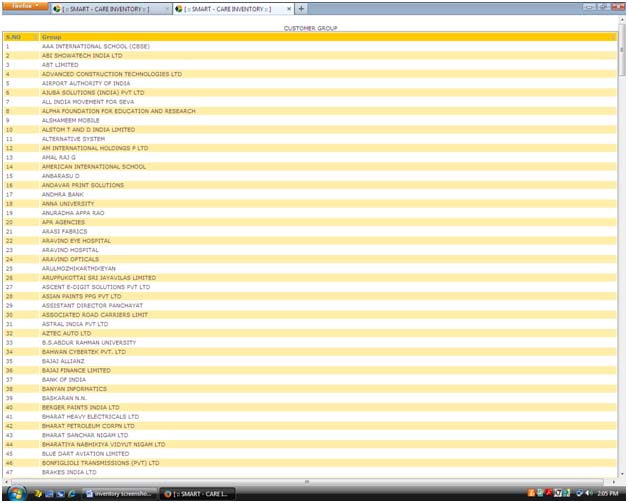 Firefox
[ :: SMART - CARE INVENTORY :: ] × [ :: SMART - CARE INVENTORY :: ] × +
CUSTOMER GROUP
S.NO Group
1 AAA INTERNATIONAL SCHOOL (CBSE)
2 ABI SHOWATECH INDIA LTD
3 ABT LIMITED
4 ADVANCED CONSTRUCTION TECHNOLOGIES LTD
5 AIRPORT AUTHORITY OF INDIA
6 AJUBA SOLUTIONS (INDIA) PVT LTD
7 ALL INDIA MOVEMENT FOR SEVA
8 ALPHA FOUNDATION FOR EDUCATION AND RESEARCH
9 ALSHAMEEM MOBILE
10 ALSTOM T AND D INDIA LIMITED
11 ALTERNATIVE SYSTEM
12 AM INTERNATIONAL HOLDINGS P LTD
13 AMAL RAJ G
14 AMERICAN INTERNATIONAL SCHOOL
15 ANBARASU D
16 ANDAVAR PRINT SOLUTIONS
17 ANDHRA BANK
18 ANNA UNIVERSITY
19 ANURADHA APPA RAO
20 APR AGENCIES
21 ARASI FABRICS
22 ARAVIND EYE HOSPITAL
23 ARAVIND HOSPITAL
24 ARAVIND OPTICALS
25 ARULMOZHIKARTHIKEYAN
26 ARUPPUKOTTAI SRI JAYAVILAS LIMITED
27 ASCENT E-DIGIT SOLUTIONS PVT LTD
28 ASIAN PAINTS PPG PVT LTD
29 ASSISTANT DIRECTOR PANCHAYAT
30 ASSOCIATED ROAD CARRIERS LIMIT
31 ASTRAL INDIA PVT LTD
32 AZTEC AUTO LTD
33 B.S.ABDUR RAHMAN UNIVERSITY
34 BAHWAN CYBERTEK PVT. LTD
35 BAJAJ ALLIANZ
36 BAJAJ FINANCE LIMITED
37 BANK OF INDIA
38 BANYAN INFORMATICS
39 BASKARAN N.N.
40 BERGER PAINTS INDIA LTD
41 BHARAT HEAVY ELECTRICALS LTD
42 BHARAT PETROLEUM CORPN LTD
43 BHARAT SANCHAR NIGAM LTD
44 BHARATIYA NABHIKIYA VIDYUT NIGAM LTD
45 BLUE DART AVIATION LIMITED
46 BONFIGLIOLI TRANSMISSIONS (PVT) LTD
47 BRAKES INDIA LTD
inventory screensho... [ :: SMART - CARE I... 2:05 PM